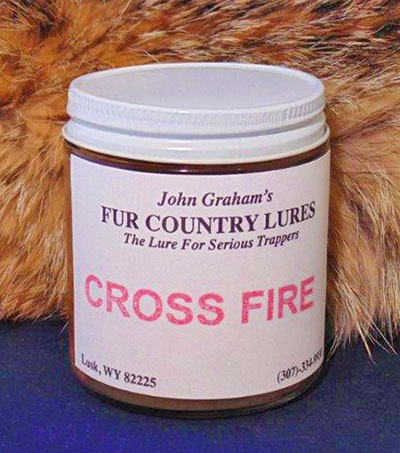 John Graham's
FUR COUNTRY LURES
The Lure For Serious Trappers
CROSS FIRE
Lusk, WY 82225
(307)-334-